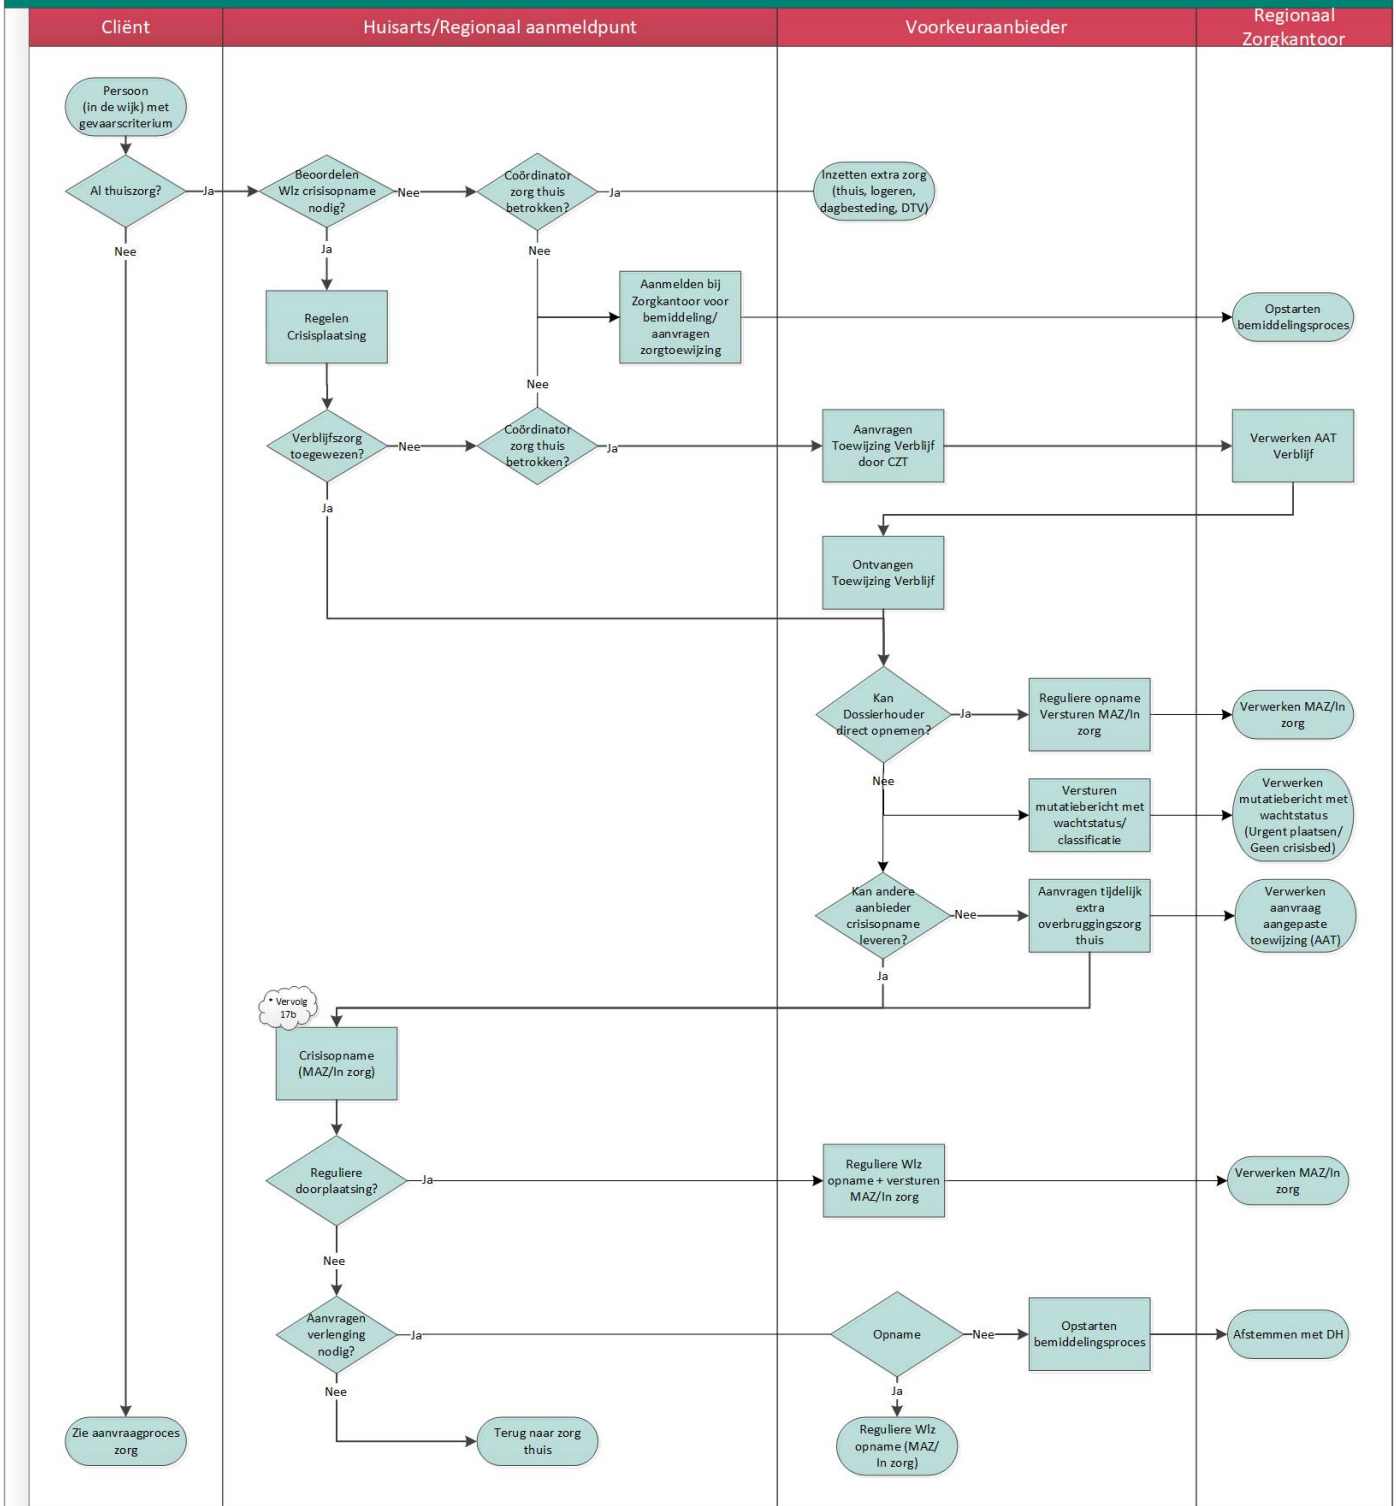 Cliënt
Huisarts/Regionaal aanmeldpunt
Voorkeuraanbieder
Regionaal
Zorgkantoor
Persoon
(in de wijk) met
gevaarscriterium
Al thuiszorg?
Ja
Beoordelen
Wlz crisisopname
nodig?
Nee
Coördinator
zorg thuis
betrokken?
Ja
Inzetten extra zorg
(thuis, logeren,
dagbesteding, DTV)
Nee
Ja
Nee
Regelen
Crisisplaatsing
Aanmelden bij
Zorgkantoor voor
bemiddeling/
aanvragen
zorgtoewijzing
Opstarten
bemiddelingsproces
Nee
Verblijfszorg
toegewezen?
Nee
Coördinator
zorg thuis
betrokken?
Ja
Aanvragen
Toewijzing Verblijf
door CZT
Verwerken AAT
Verblijf
Ja
Ontvangen
Toewijzing Verblijf
Kan
Dossierhouder
direct opnemen?
Ja
Reguliere opname
Versturen MAZ/In
zorg
Verwerken MAZ/In
zorg
Nee
Versturen
mutatiebericht met
wachtstatus/
classificatie
Verwerken
mutatiebericht met
wachtstatus
(Urgent plaatsen/
Geen crisisbed)
Kan andere
aanbieder
crisisopname
leveren?
Nee
Aanvragen tijdelijk
extra
overbruggingszorg
thuis
Verwerken
aanvraag
aangepaste
toewijzing (AAT)
Ja
* Vervolg
17b
Crisisopname
(MAZ/In zorg)
Reguliere
doorplaatsing?
Ja
Reguliere Wlz
opname + versturen
MAZ/In zorg
Verwerken MAZ/In
zorg
Nee
Aanvragen
verlenging
nodig?
Ja
Opname
Nee
Opstarten
bemiddelingsproces
Afstemmen met DH
Nee
Ja
Zie aanvraagproces
zorg
Terug naar zorg
thuis
Reguliere Wlz
opname (MAZ/
In zorg)